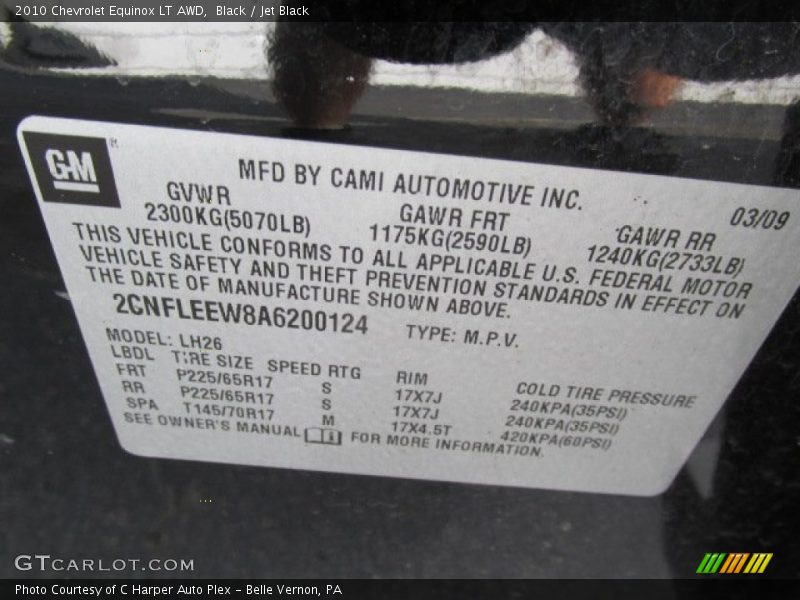 2010 Chevrolet Equinox LT AWD,  Black / Jet Black
GM
MFD BY CAMI AUTOMOTIVE INC.
03/09
GVWR GAWR FRT GAWR RR
2300KG(5070LB) 1175KG(2590LB) 1240KG(2733LB)
THIS VEHICLE CONFORMS TO ALL APPLICABLE U.S. FEDERAL MOTOR
VEHICLE SAFETY AND THEFT PREVENTION STANDARDS IN EFFECT ON
THE DATE OF MANUFACTURE SHOWN ABOVE.
2CNFLEEW8A6200124 TYPE: M.P.V.
MODEL: LH26
LBDL TIRE SIZE SPEED RTG RIM COLD TIRE PRESSURE
FRT P225/65R17 S 17X7J 240KPA(35PSI)
RR P225/65R17 S 17X7J 240KPA(35PSI)
SPA T145/70R17 M 17X4.5T 420KPA(60PSI)
SEE OWNER'S MANUAL FOR MORE INFORMATION.
GTCARLOT.COM
Photo Courtesy of C Harper Auto Plex – Belle Vernon, PA